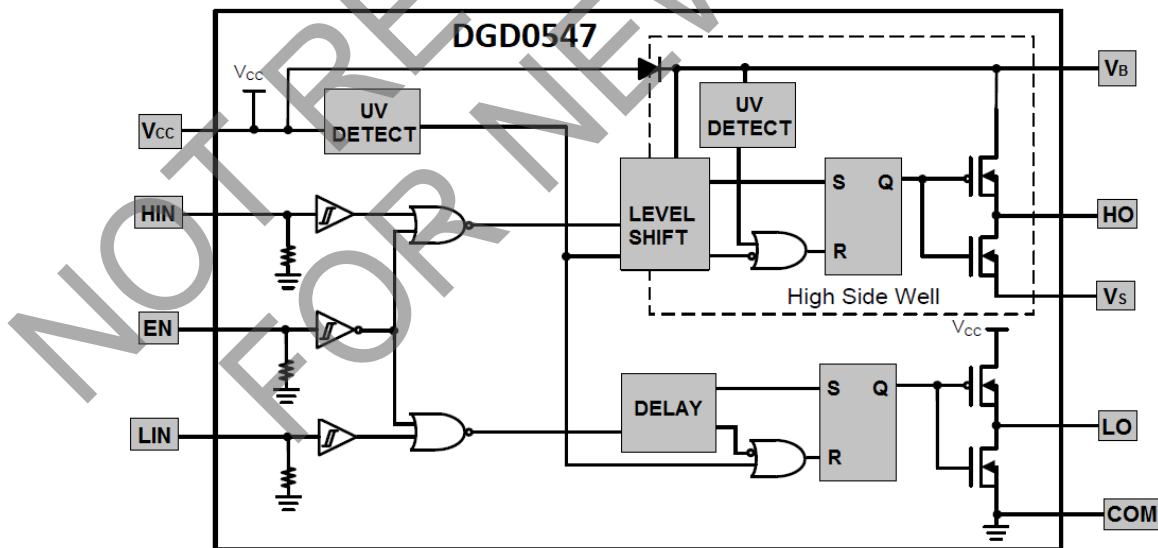 NOT RE
FOR NEW
DGD0547
VCC
VCC
UV
DETECT
UV
DETECT
VB
HIN
LEVEL
SHIFT
S
Q
R
HO
High Side Well
VS
EN
VCC
LIN
DELAY
S
Q
R
LO
COM